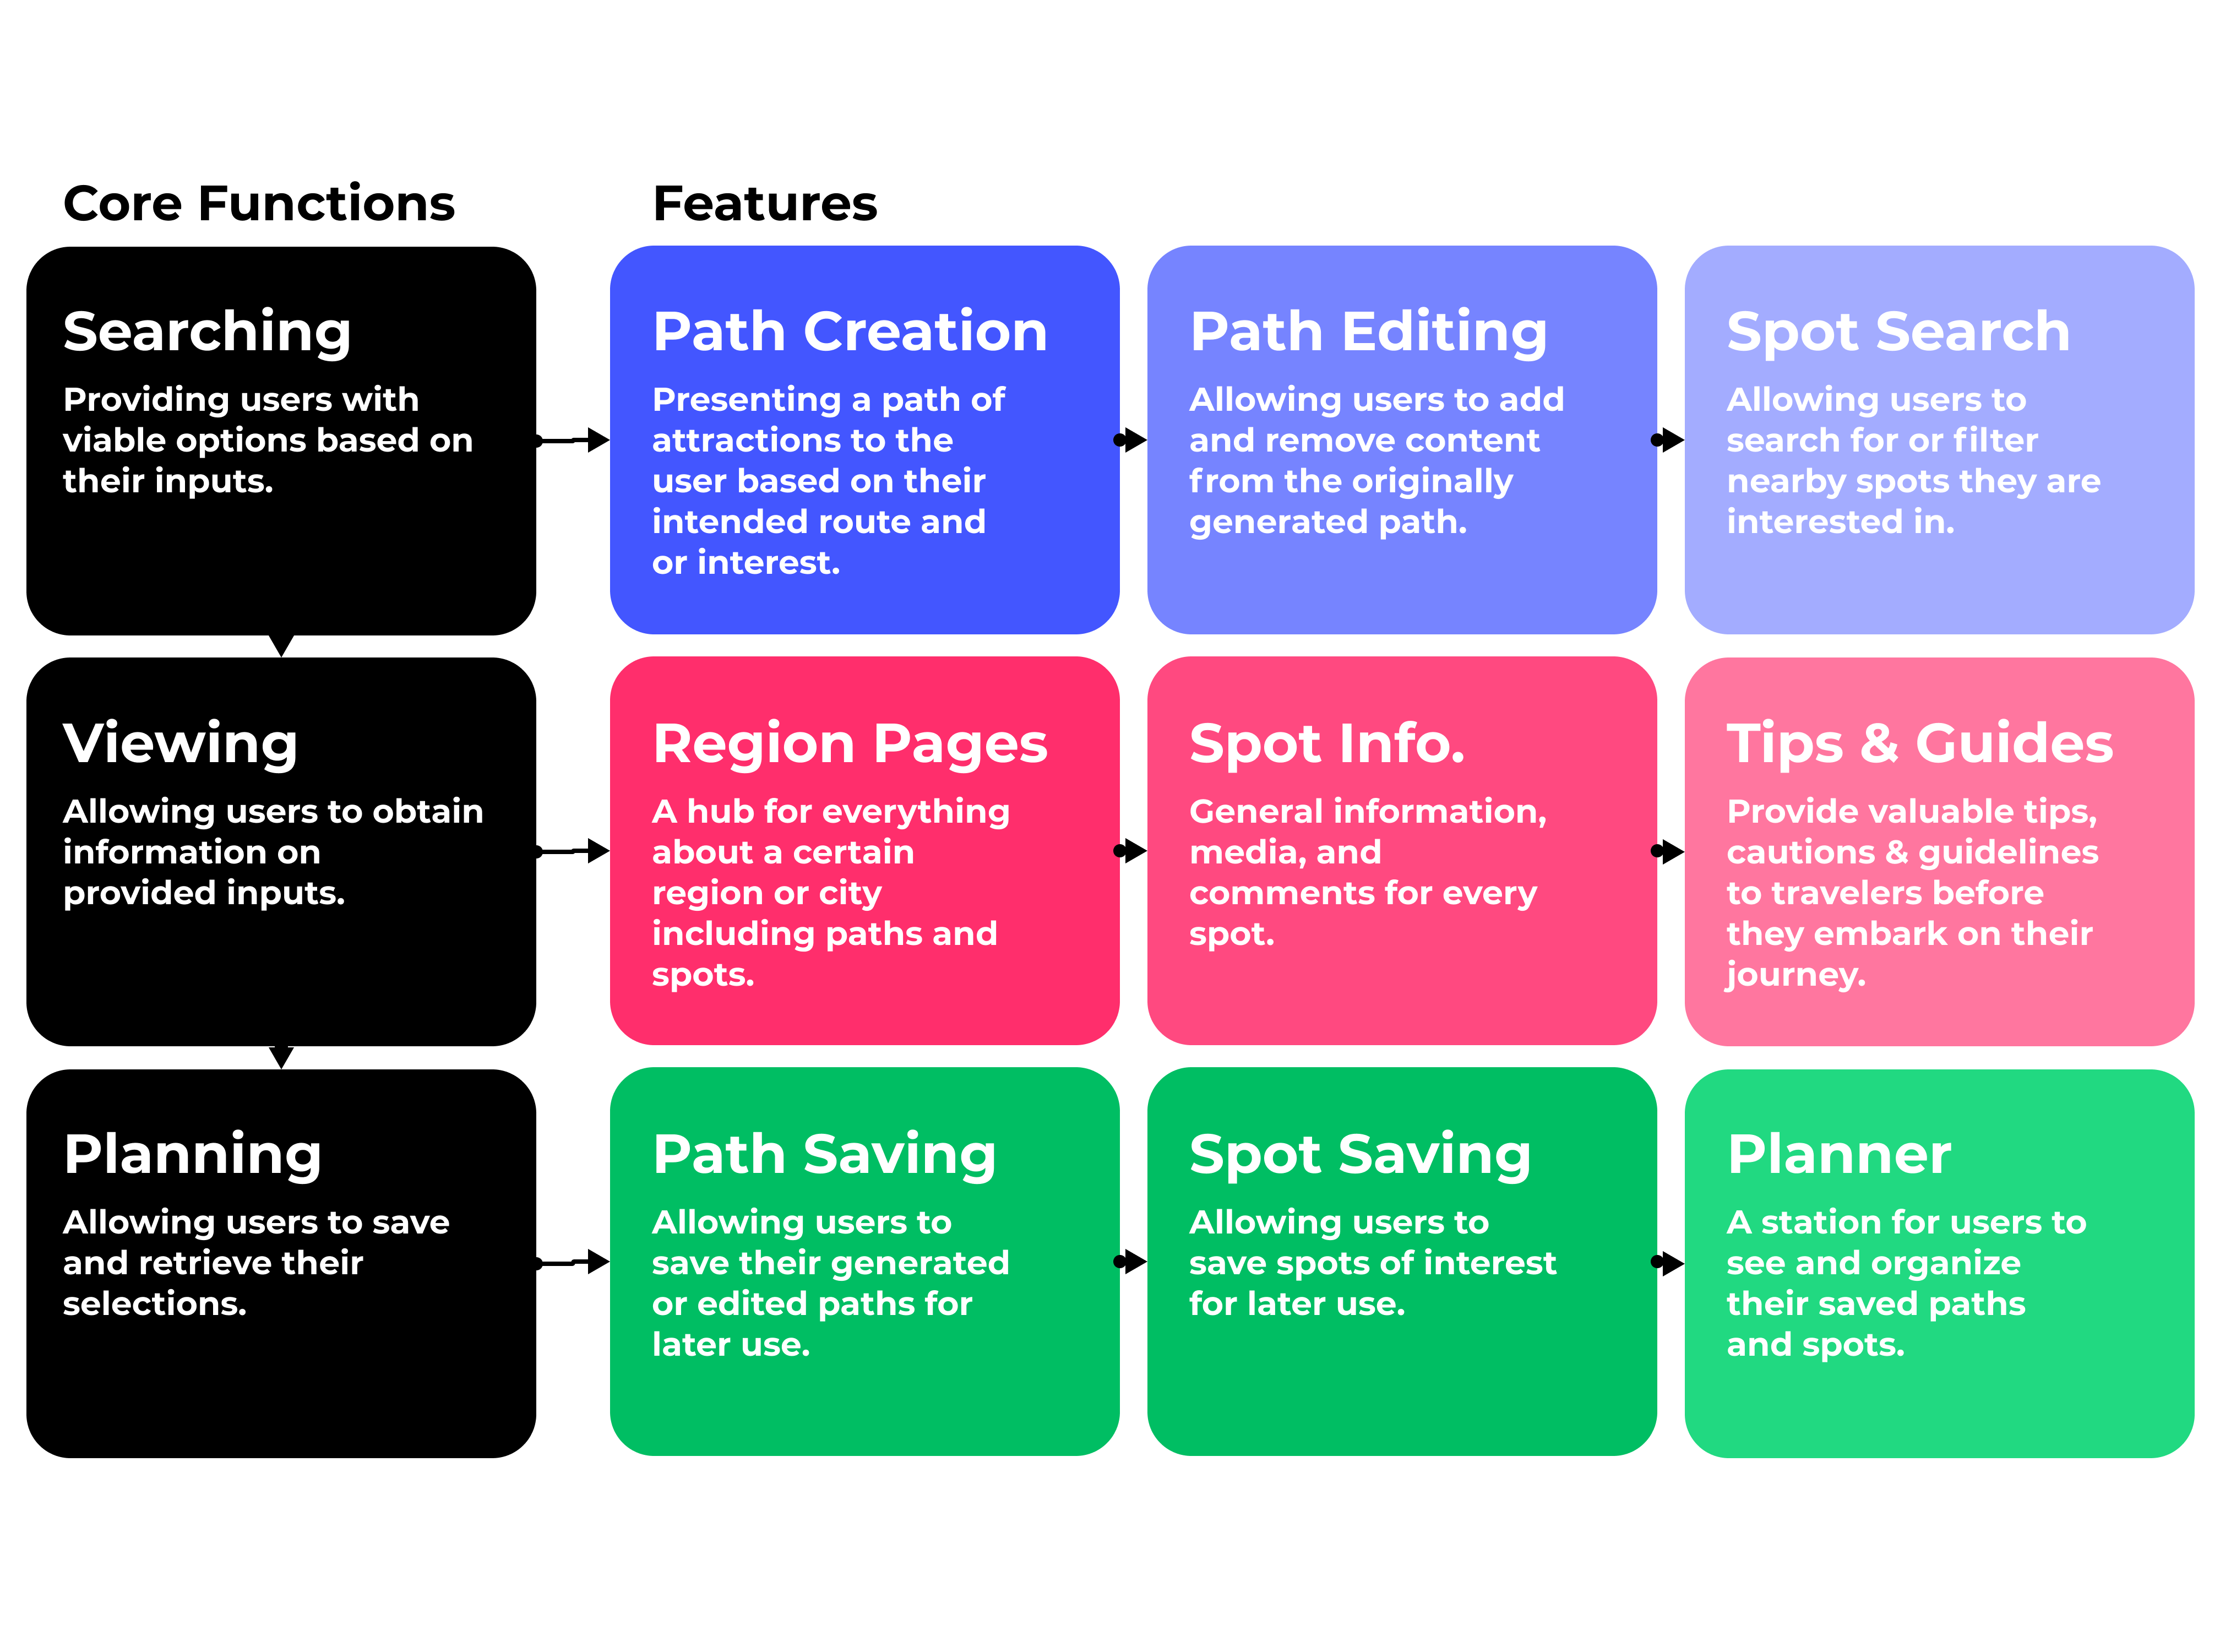 Core Functions
Features
Searching
Providing users with
viable options based on
their inputs.
Path Creation
Presenting a path of
attractions to the
user based on their
intended route and
or interest.
Path Editing
Allowing users to add
and remove content
from the originally
generated path.
Spot Search
Allowing users to
search for or filter
nearby spots they are
interested in.
Viewing
Allowing users to obtain
information on
provided inputs.
Region Pages
A hub for everything
about a certain
region or city
including paths and
spots.
Spot Info.
General information,
media, and
comments for every
spot.
Tips & Guides
Provide valuable tips,
cautions & guidelines
to travelers before
they embark on their
journey.
Planning
Allowing users to save
and retrieve their
selections.
Path Saving
Allowing users to
save their generated
or edited paths for
later use.
Spot Saving
Allowing users to
save spots of interest
for later use.
Planner
A station for users to
see and organize
their saved paths
and spots.